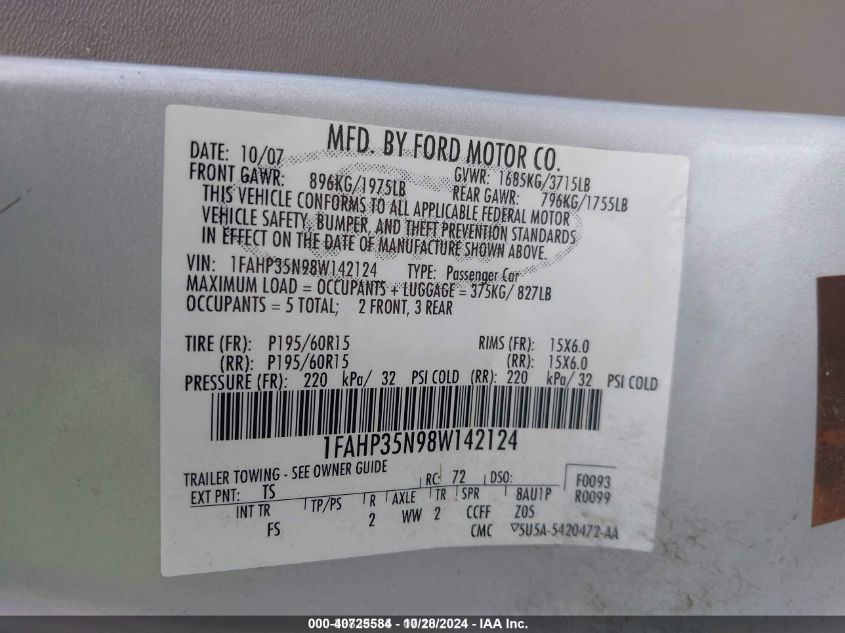 MFD. BY FORD MOTOR CO.
DATE: 10/07 GVWR: 1685KG/3715LB
FRONT GAWR: 896KG/1975LB REAR GAWR: 796KG/1755LB
THIS VEHICLE CONFORMS TO ALL APPLICABLE FEDERAL MOTOR
VEHICLE SAFETY, BUMPER, AND THEFT PREVENTION STANDARDS
IN EFFECT ON THE DATE OF MANUFACTURE SHOWN ABOVE.
VIN: 1FAHP35N98W142124 TYPE: Passenger Car
MAXIMUM LOAD = OCCUPANTS + LUGGAGE = 375KG/ 827LB
OCCUPANTS = 5 TOTAL; 2 FRONT, 3 REAR
TIRE (FR): P195/60R15 RIMS (FR): 15X6.0
(RR): P195/60R15 (RR): 15X6.0
PRESSURE (FR): 220 kPa/ 32 PSI COLD (RR): 220 kPa/ 32 PSI COLD
1FAHP35N98W142124
TRAILER TOWING - SEE OWNER GUIDE
EXT PNT: TS RC: 72 DSO: F0093
INT TR TP/PS R AXLE TR SPR 8AU1P R0099
FS 2 WW 2 CCFF Z05
CMC ▽5U5A-5420472-AA
000-40725584 - 10/28/2024 - IAA Inc.